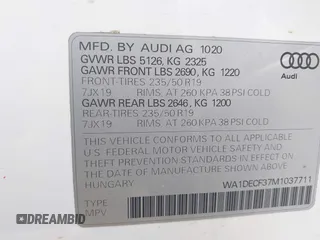 MFD. BY AUDI AG 1020
GVWR LBS 5126, KG 2325
GAWR FRONT LBS 2690, KG 1220
FRONT-TIRES 235/50 R19
7JX19 RIMS, AT 260 KPA 38 PSI COLD
GAWR REAR LBS 2646, KG 1200
REAR-TIRES 235/50 R19
7JX19 RIMS, AT 260 KPA 38 PSI COLD
THIS VEHICLE CONFORMS TO ALL APPLICABLE
U.S. FEDERAL MOTOR VEHICLE SAFETY AND
THEFT PREVENTION STANDARDS IN EFFECT ON
THE DATE OF MANUFACTURE SHOWN ABOVE
HUNGARY WA1DECF37M1037711
TYPE
MPV
Audi
DREAMBID